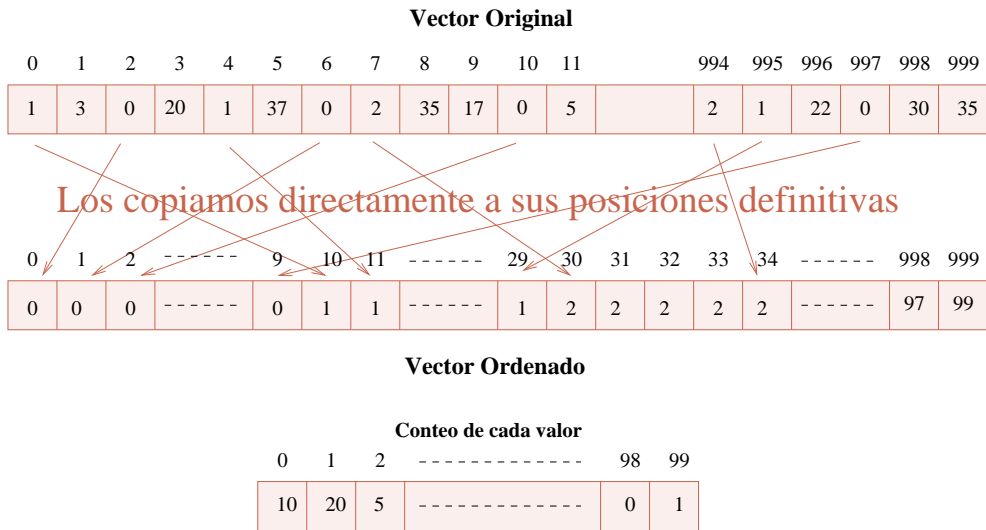 Vector Original
0 1 2 3 4 5 6 7 8 9 10 11 994 995 996 997 998 999
1 3 0 20 1 37 0 2 35 17 0 5 2 1 22 0 30 35
Los copiamos directamente a sus posiciones definitivas
0 1 2 ------ 9 10 11 ------ 29 30 31 32 33 34 ------ 998 999
0 0 0 ------ 0 1 1 ------ 1 2 2 2 2 2 ------ 97 99
Vector Ordenado
Conteo de cada valor
0 1 2 ------------- 98 99
10 20 5 ------------- 0 1